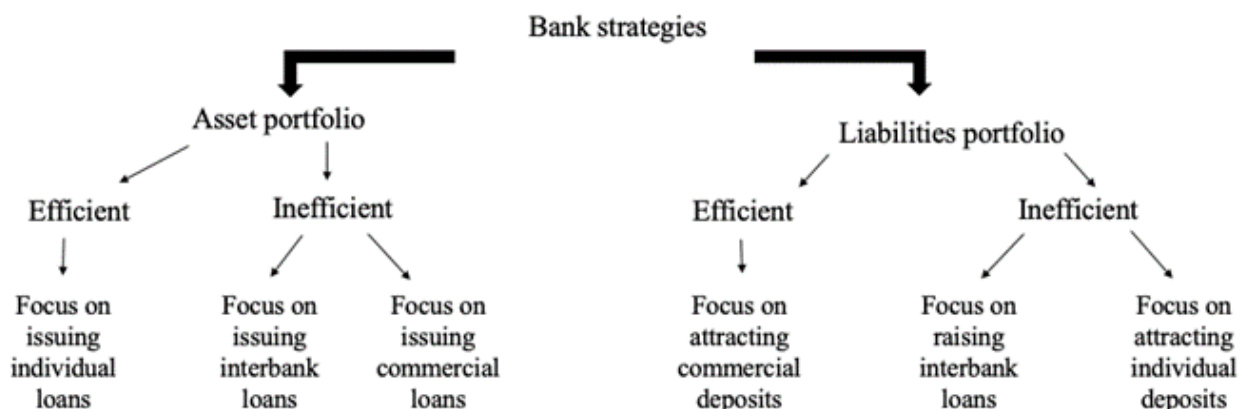 Bank strategies
Asset portfolio
Liabilities portfolio
Efficient
Inefficient
Efficient
Inefficient
Focus on
issuing
individual
loans
Focus on
issuing
interbank
loans
Focus on
issuing
commercial
loans
Focus on
attracting
commercial
deposits
Focus on
raising
interbank
loans
Focus on
attracting
individual
deposits